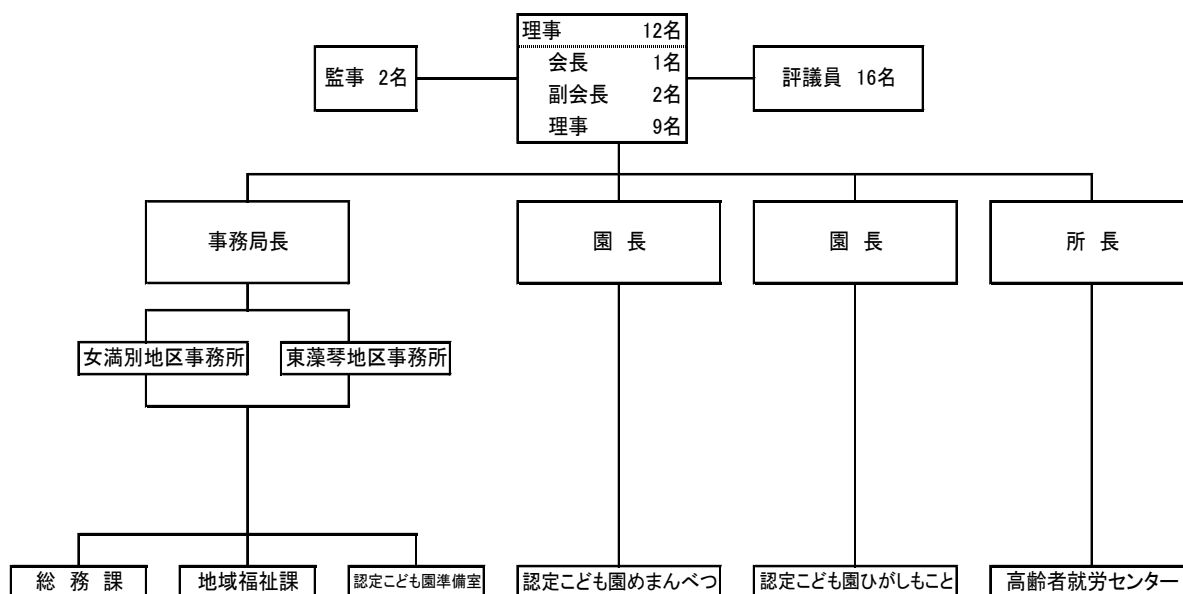 理事 12名
会長 1名
副会長 2名
理事 9名
監事 2名
評議員 16名
事務局長
園 長
園 長
所 長
女満別地区事務所
東藻琴地区事務所
総 務 課
地域福祉課
認定こども園準備室
認定こども園めまんべつ
認定こども園ひがしもこと
高齢者就労センター